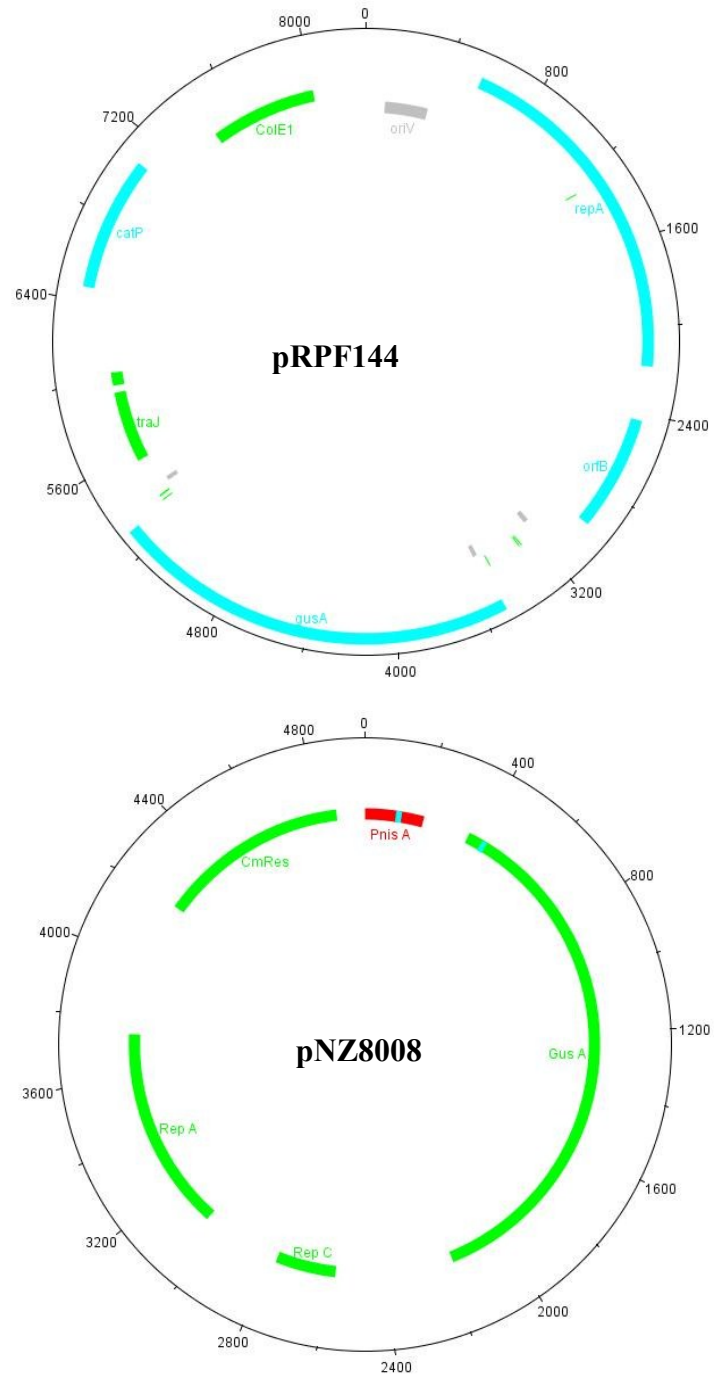 0
8000
800
7200
ColE1
oriV
repA
catP
1600
6400
pRPF144
traJ
2400
orfB
5600
3200
gusA
4800
4000
0
4800
400
4400
Pnis A
CmRes
800
4000
1200
pNZ8008
Gus A
3600
Rep A
1600
3200
Rep C
2000
2800
2400